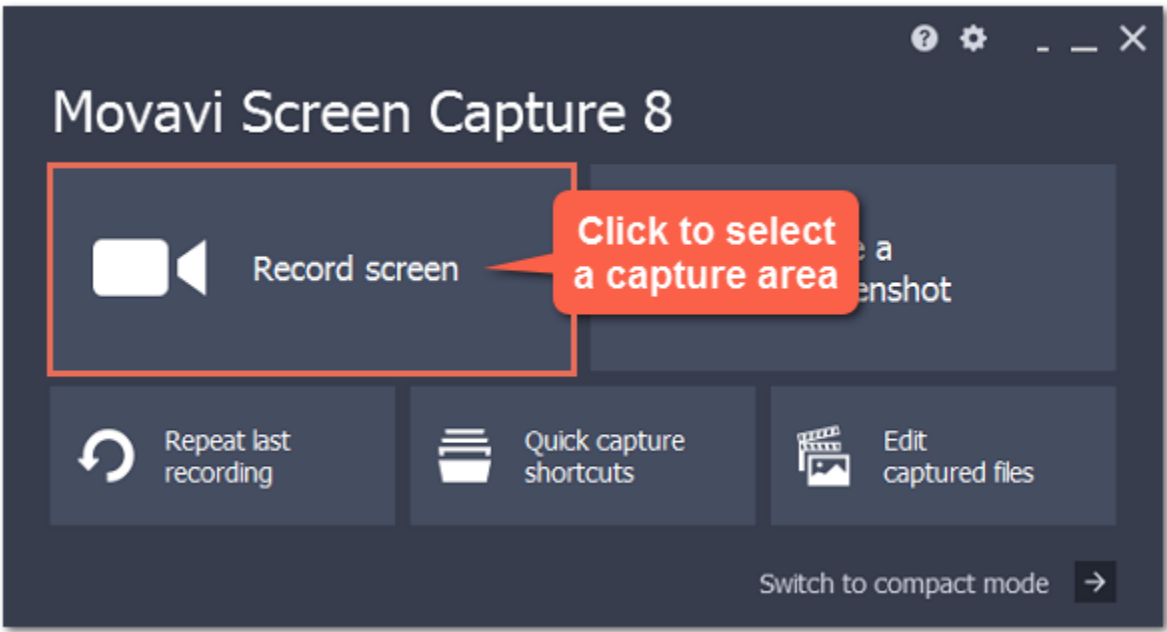 Movavi Screen Capture 8
Record screen
Click to select
a capture area
a
enshot
Repeat last
recording
Quick capture
shortcuts
Edit
captured files
Switch to compact mode